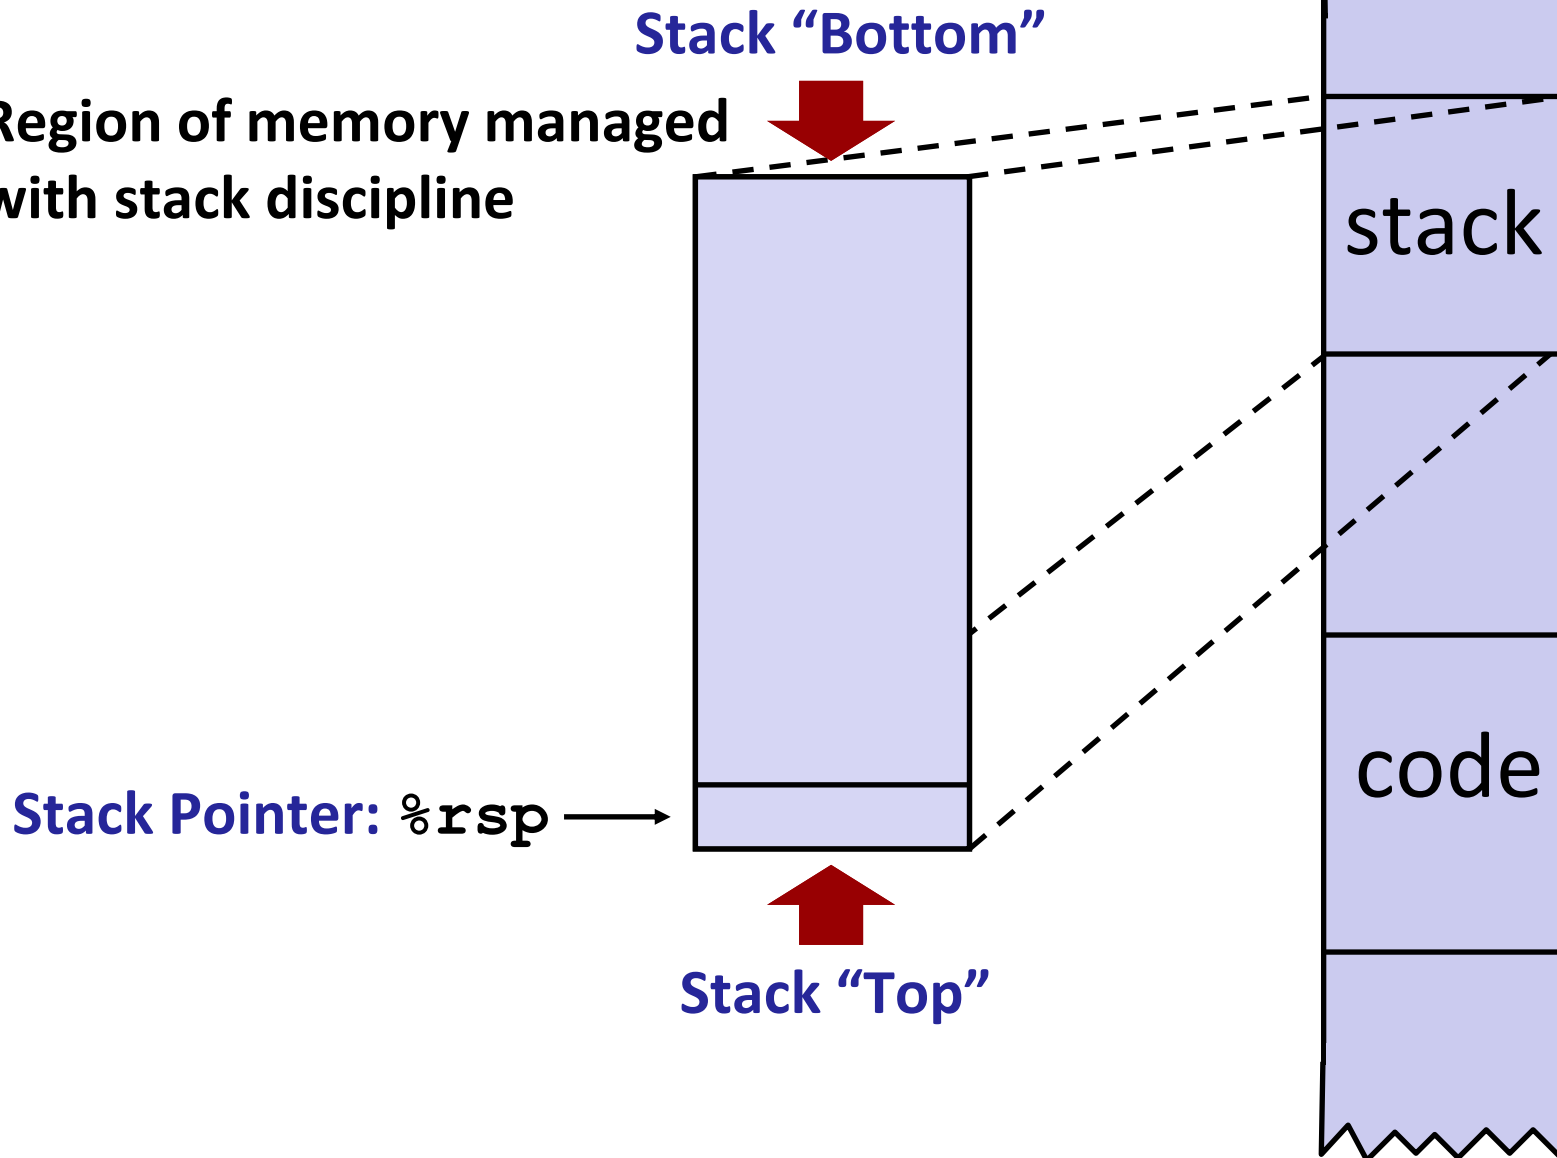 Stack “Bottom”
Region of memory managed
with stack discipline
stack
code
Stack Pointer: %rsp
Stack “Top”